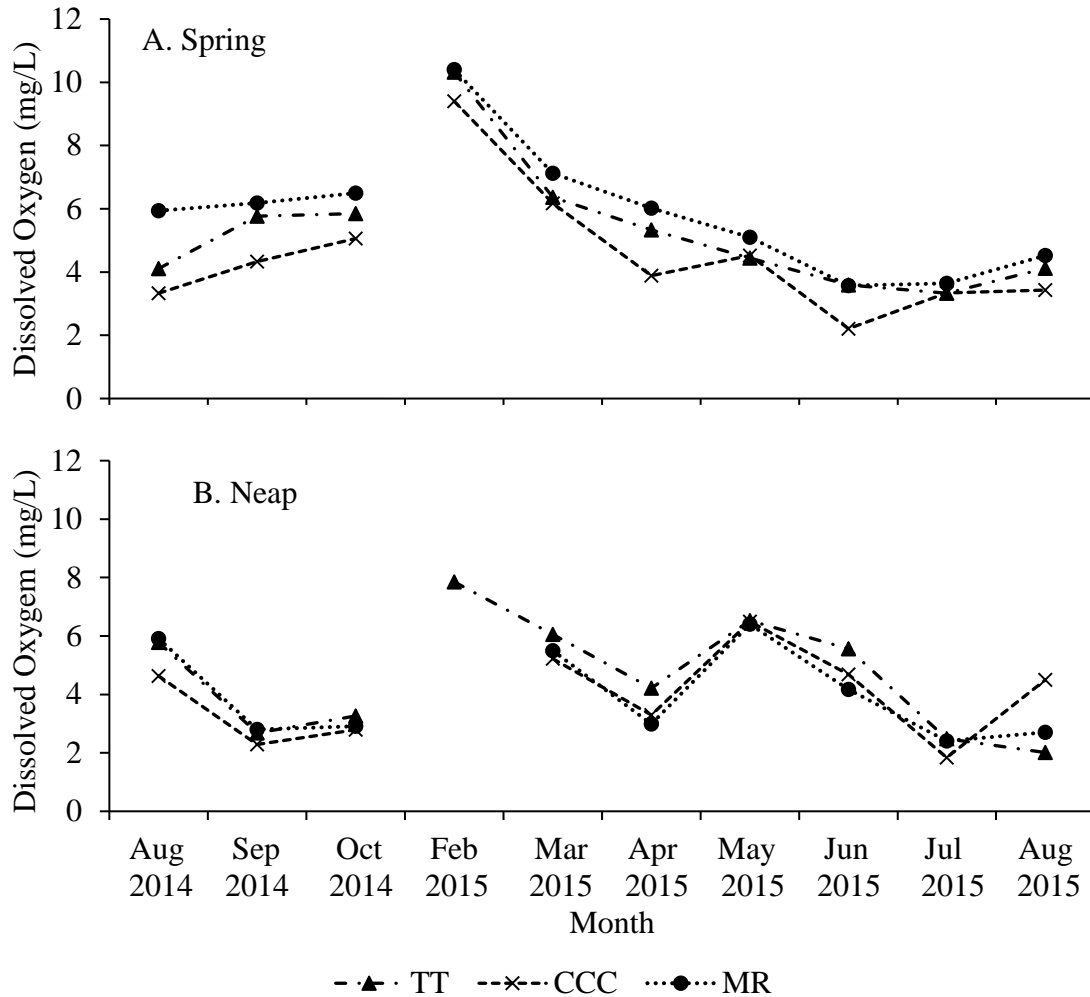 A. Spring
Dissolved Oxygen (mg/L)
12
10
8
6
4
2
0
B. Neap
Dissolved Oxygem (mg/L)
12
10
8
6
4
2
0
Aug Sep Oct Feb Mar Apr May Jun Jul Aug
2014 2014 2014 2015 2015 2015 2015 2015 2015 2015
Month
TT CCC MR